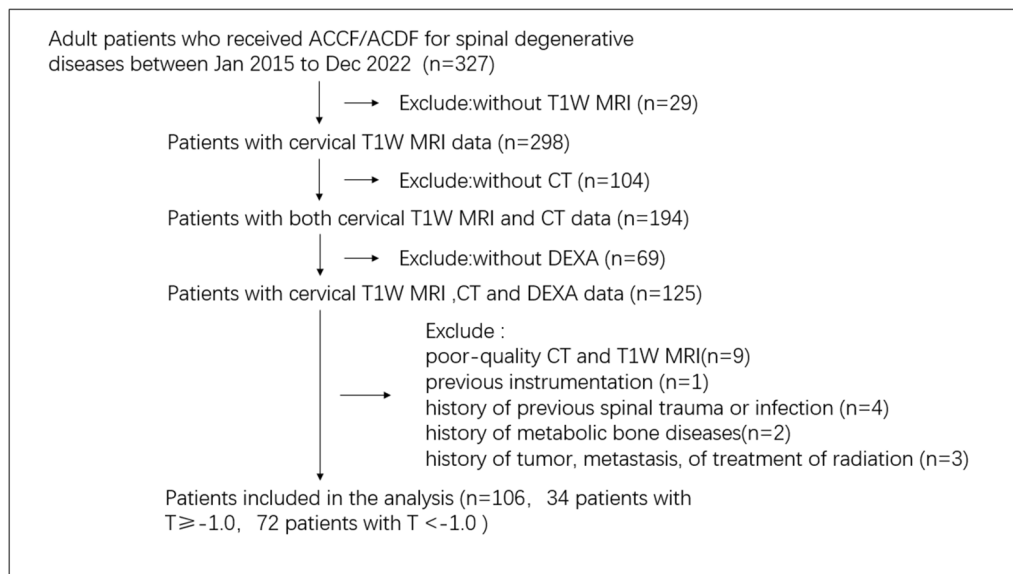 Adult patients who received ACCF/ACDF for spinal degenerative
diseases between Jan 2015 to Dec 2022 (n=327)
Exclude:without T1W MRI (n=29)
Patients with cervical T1W MRI data (n=298)
Exclude:without CT (n=104)
Patients with both cervical T1W MRI and CT data (n=194)
Exclude:without DEXA (n=69)
Patients with cervical T1W MRI ,CT and DEXA data (n=125)
Exclude :
poor-quality CT and T1W MRI(n=9)
previous instrumentation (n=1)
history of previous spinal trauma or infection (n=4)
history of metabolic bone diseases(n=2)
history of tumor, metastasis, of treatment of radiation (n=3)
Patients included in the analysis (n=106, 34 patients with
T≥-1.0, 72 patients with T <-1.0 )